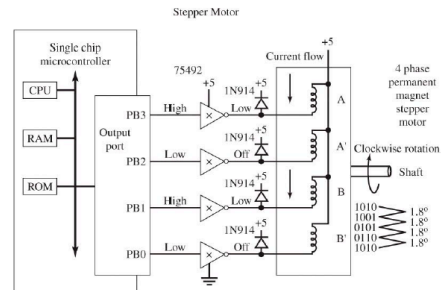 Stepper Motor
Single chip
microcontroller
75492
+5
1N914
+5
Current flow
+5
4 phase
permanent
magnet
stepper
motor
CPU
RAM
ROM
Output
port
PB3
High
Low
A
1N914
+5
PB2
Low
Off
A'
Clockwise rotation
Shaft
1N914
+5
PB1
High
Low
B
1N914
+5
PB0
Low
Off
B'
1010
1001
0101
0110
1010
1.8°
1.8°
1.8°
1.8°